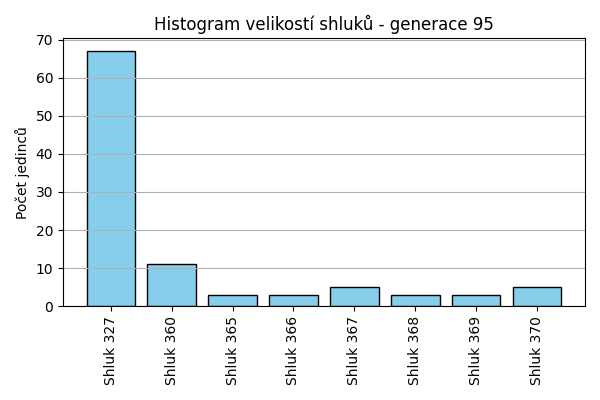 Histogram velikostí shluků - generace 95
Počet jedinců
70
60
50
40
30
20
10
0
Shluk 327
Shluk 360
Shluk 365
Shluk 366
Shluk 367
Shluk 368
Shluk 369
Shluk 370